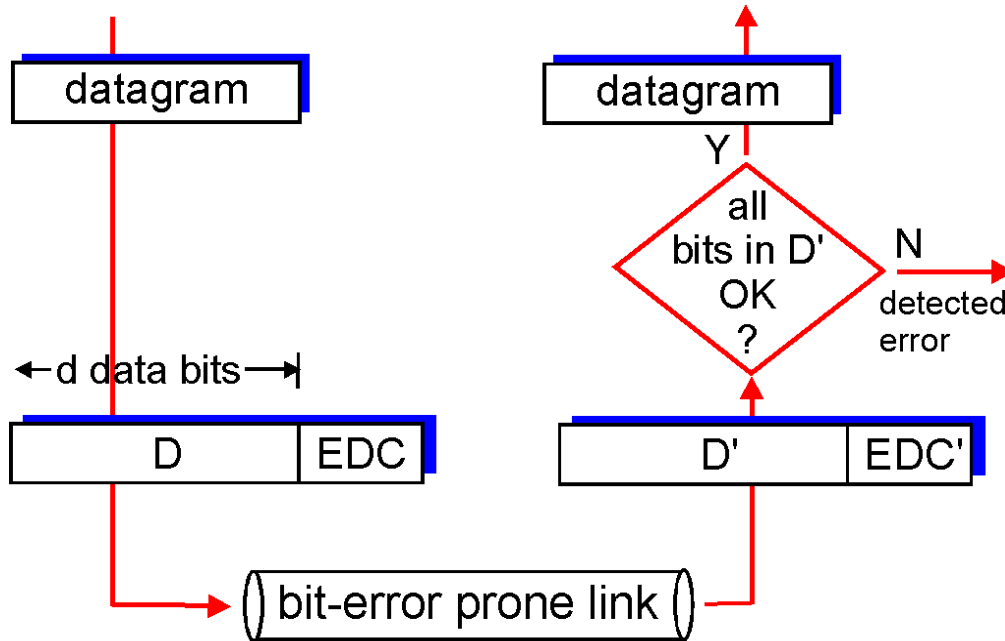 datagram
d data bits
D
EDC
bit-error prone link
D'
EDC'
all
bits in D'
OK
?
Y
N
detected
error
datagram